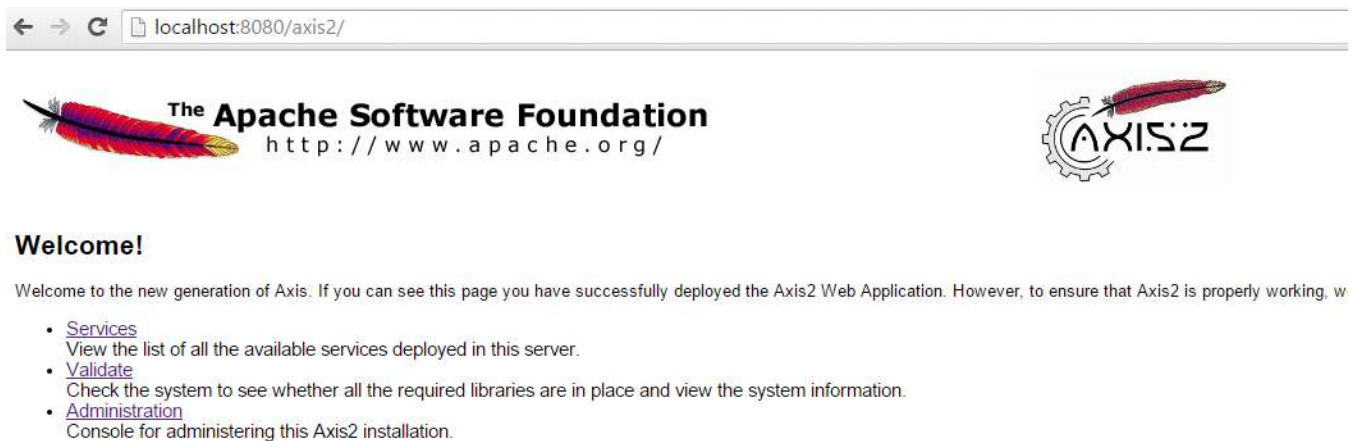 localhost:8080/axis2/
The Apache Software Foundation
http://www.apache.org/
AXIS2
Welcome!
Welcome to the new generation of Axis. If you can see this page you have successfully deployed the Axis2 Web Application. However, to ensure that Axis2 is properly working, w
Services
View the list of all the available services deployed in this server.
Validate
Check the system to see whether all the required libraries are in place and view the system information.
Administration
Console for administering this Axis2 installation.